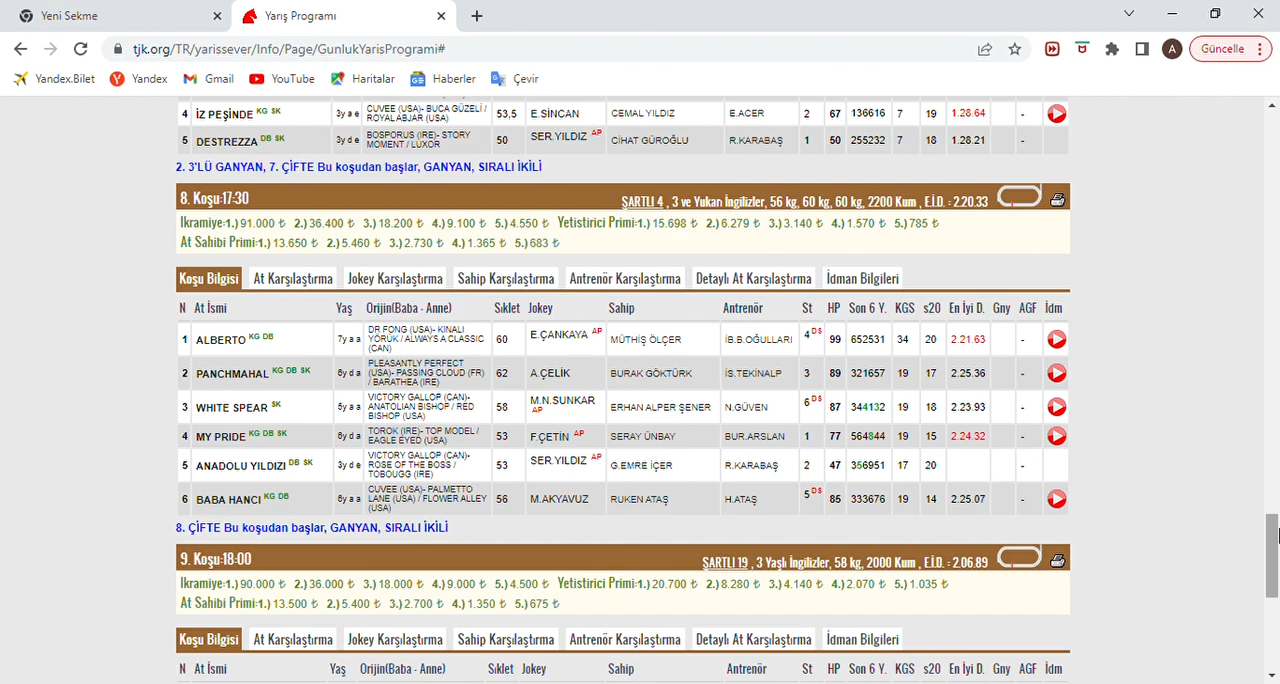 Yeni Sekme
Yarış Programı
tjk.org/TR/yarissever/Info/Page/GunlukYarisProgrami#
A
Güncelle
Yandex.Bilet Yandex Gmail YouTube Haritalar Haberler Çevir
4 İZ PEŞİNDE KG SK 3y a e CUVEE (USA)- BUCA GÜZELİ / ROYAL ABJAR (USA) 53,5 E.SİNCAN CEMAL YILDIZ E.ACER 2 67 136616 7 19 1.28.64 -
5 DESTREZZA DB SK 3y d e BOSPORUS (IRE)- STORY MOMENT / LUXOR 50 SER.YILDIZ AP CİHAT GÜROĞLU R.KARABAŞ 1 50 255232 7 18 1.28.21 -
2. 3'LÜ GANYAN, 7. ÇİFTE Bu koşudan başlar, GANYAN, SIRALI İKİLİ
8. Koşu:17:30
ŞARTLI 4 , 3 ve Yukarı İngilizler, 56 kg, 60 kg, 60 kg, 2200 Kum , E.İ.D. : 2.20.33
İkramiye:1.) 91.000 ₺ 2.) 36.400 ₺ 3.) 18.200 ₺ 4.) 9.100 ₺ 5.) 4.550 ₺ Yetistirici Primi:1.) 15.698 ₺ 2.) 6.279 ₺ 3.) 3.140 ₺ 4.) 1.570 ₺ 5.) 785 ₺
At Sahibi Primi:1.) 13.650 ₺ 2.) 5.460 ₺ 3.) 2.730 ₺ 4.) 1.365 ₺ 5.) 683 ₺
Koşu Bilgisi At Karşılaştırma Jokey Karşılaştırma Sahip Karşılaştırma Antrenör Karşılaştırma Detaylı At Karşılaştırma İdman Bilgileri
N At İsmi Yaş Orijin(Baba - Anne) Sıklet Jokey Sahip Antrenör St HP Son 6 Y. KGS s20 En İyi D. Gny AGF İdm
1 ALBERTO KG DB 7y a a DR FONG (USA)- KINALI YÖRÜK / ALWAYS A CLASSIC (CAN) 60 E.ÇANKAYA AP MÜTHİŞ ÖLÇER İB.B.OĞULLARI 4 DS 99 652531 34 20 2.21.63 -
2 PANCHMAHAL KG DB SK 6y d a PLEASANTLY PERFECT (USA)- PASSING CLOUD (FR) / BARATHEA (IRE) 62 A.ÇELİK BURAK GÖKTÜRK İS.TEKİNALP 3 89 321657 19 17 2.25.36 -
3 WHITE SPEAR SK 5y a a VICTORY GALLOP (CAN)- ANATOLIAN BISHOP / RED BISHOP (USA) 58 M.N.SUNKAR AP ERHAN ALPER ŞENER N.GÜVEN 6 DS 87 344132 19 18 2.23.93 -
4 MY PRIDE KG DB SK 6y d a TOROK (IRE)- TOP MODEL / EAGLE EYED (USA) 53 F.ÇETİN AP SERAY ÜNBAY BUR.ARSLAN 1 77 564844 19 15 2.24.32 -
5 ANADOLU YILDIZI DB SK 3y d e VICTORY GALLOP (CAN)- ROSE OF THE BOSS / TOBOUGG (IRE) 53 SER.YILDIZ AP G.EMRE İÇER R.KARABAŞ 2 47 356951 17 20 -
6 BABA HANCI KG DB 6y a a CUVEE (USA)- PALMETTO LANE (USA) / FLOWER ALLEY (USA) 56 M.AKYAVUZ RUKEN ATAŞ H.ATAŞ 5 DS 85 333676 19 14 2.25.07 -
8. ÇİFTE Bu koşudan başlar, GANYAN, SIRALI İKİLİ
9. Koşu:18:00
ŞARTLI 19 , 3 Yaşlı İngilizler, 58 kg, 2000 Kum , E.İ.D. : 2.06.89
İkramiye:1.) 90.000 ₺ 2.) 36.000 ₺ 3.) 18.000 ₺ 4.) 9.000 ₺ 5.) 4.500 ₺ Yetistirici Primi:1.) 20.700 ₺ 2.) 8.280 ₺ 3.) 4.140 ₺ 4.) 2.070 ₺ 5.) 1.035 ₺
At Sahibi Primi:1.) 13.500 ₺ 2.) 5.400 ₺ 3.) 2.700 ₺ 4.) 1.350 ₺ 5.) 675 ₺
Koşu Bilgisi At Karşılaştırma Jokey Karşılaştırma Sahip Karşılaştırma Antrenör Karşılaştırma Detaylı At Karşılaştırma İdman Bilgileri
N At İsmi Yaş Orijin(Baba - Anne) Sıklet Jokey Sahip Antrenör St HP Son 6 Y. KGS s20 En İyi D. Gny AGF İdm